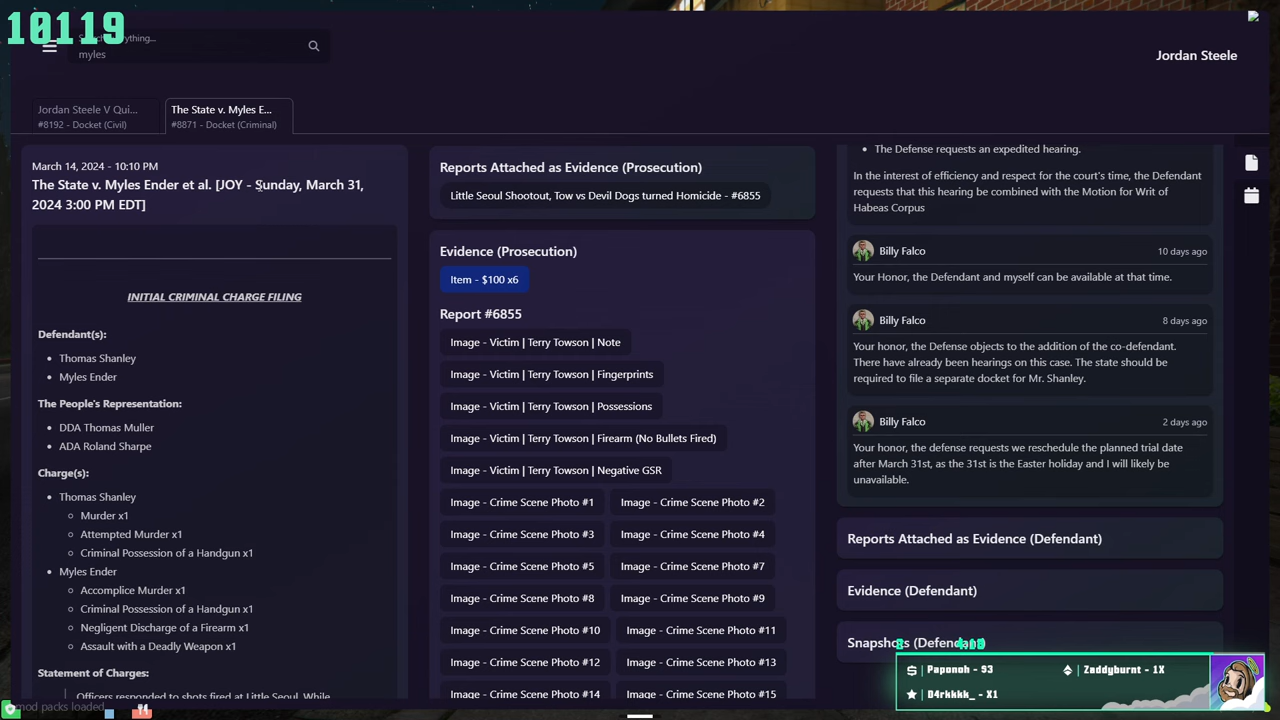 10119
myles
Jordan Steele
Jordan Steele V Qui...
#8192 - Docket (Civil)
The State v. Myles E...
#8871 - Docket (Criminal)
March 14, 2024 - 10:10 PM
The State v. Myles Ender et al. [JOY - Sunday, March 31,
2024 3:00 PM EDT]
INITIAL CRIMINAL CHARGE FILING
Defendant(s):
Thomas Shanley
Myles Ender
The People's Representation:
DDA Thomas Muller
ADA Roland Sharpe
Charge(s):
Thomas Shanley
Murder x1
Attempted Murder x1
Criminal Possession of a Handgun x1
Myles Ender
Accomplice Murder x1
Criminal Possession of a Handgun x1
Negligent Discharge of a Firearm x1
Assault with a Deadly Weapon x1
Statement of Charges:
Officers responded to shots fired at Little Seoul. While
mod packs loaded
Reports Attached as Evidence (Prosecution)
Little Seoul Shootout, Tow vs Devil Dogs turned Homicide - #6855
Evidence (Prosecution)
Item - $100 x6
Report #6855
Image - Victim | Terry Towson | Note
Image - Victim | Terry Towson | Fingerprints
Image - Victim | Terry Towson | Possessions
Image - Victim | Terry Towson | Firearm (No Bullets Fired)
Image - Victim | Terry Towson | Negative GSR
Image - Crime Scene Photo #1
Image - Crime Scene Photo #2
Image - Crime Scene Photo #3
Image - Crime Scene Photo #4
Image - Crime Scene Photo #5
Image - Crime Scene Photo #7
Image - Crime Scene Photo #8
Image - Crime Scene Photo #9
Image - Crime Scene Photo #10
Image - Crime Scene Photo #11
Image - Crime Scene Photo #12
Image - Crime Scene Photo #13
Image - Crime Scene Photo #14
Image - Crime Scene Photo #15
The Defense requests an expedited hearing.
In the interest of efficiency and respect for the court's time, the Defendant
requests that this hearing be combined with the Motion for Writ of
Habeas Corpus
Billy Falco
10 days ago
Your Honor, the Defendant and myself can be available at that time.
Billy Falco
8 days ago
Your honor, the Defense objects to the addition of the co-defendant.
There have already been hearings on this case. The state should be
required to file a separate docket for Mr. Shanley.
Billy Falco
2 days ago
Your honor, the defense requests we reschedule the planned trial date
after March 31st, as the 31st is the Easter holiday and I will likely be
unavailable.
Reports Attached as Evidence (Defendant)
Evidence (Defendant)
Snapshots (Defendant)
Paponoh - $3
Zaddyburnt - 1X
D4rkkkk_ - X1